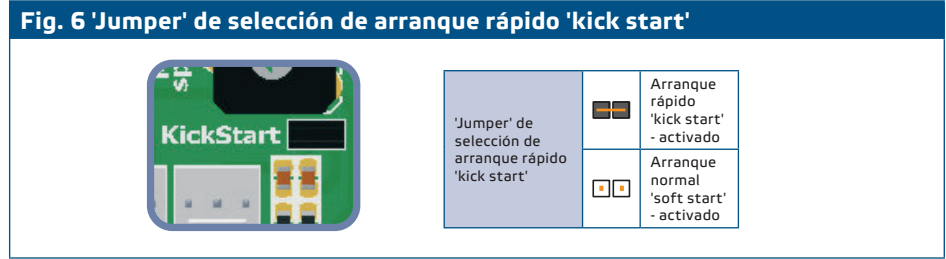 Fig. 6 'Jumper' de selección de arranque rápido 'kick start'
KickStart
'Jumper' de
selección de
arranque rápido
'kick start'
Arranque
rápido
'kick start'
- activado
Arranque
normal
'soft start'
- activado